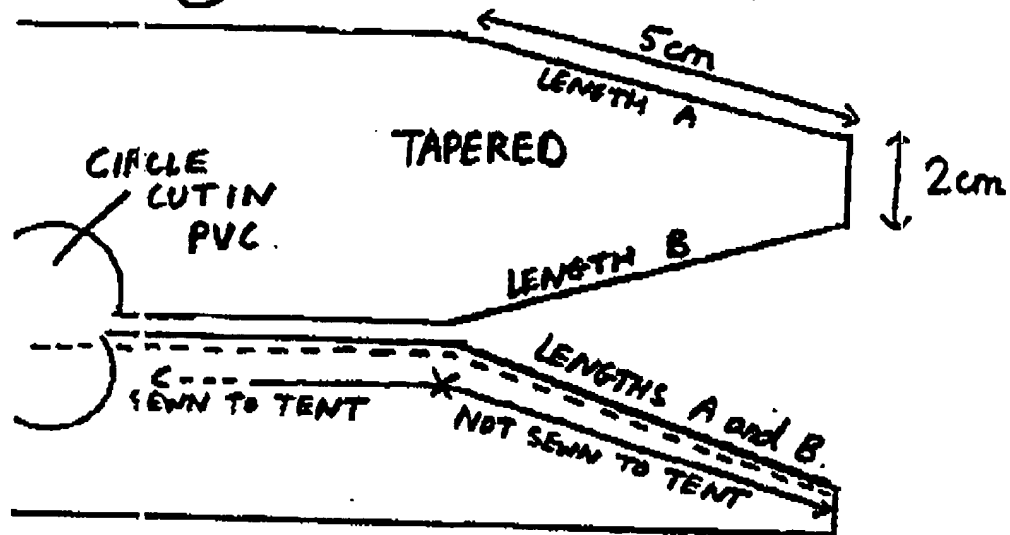 5cm
LENGTH A
TAPERED
2cm
CIRCLE
CUT IN
PVC.
LENGTH B
LENGTHS A and B.
SEWN TO TENT
NOT SEWN TO TENT